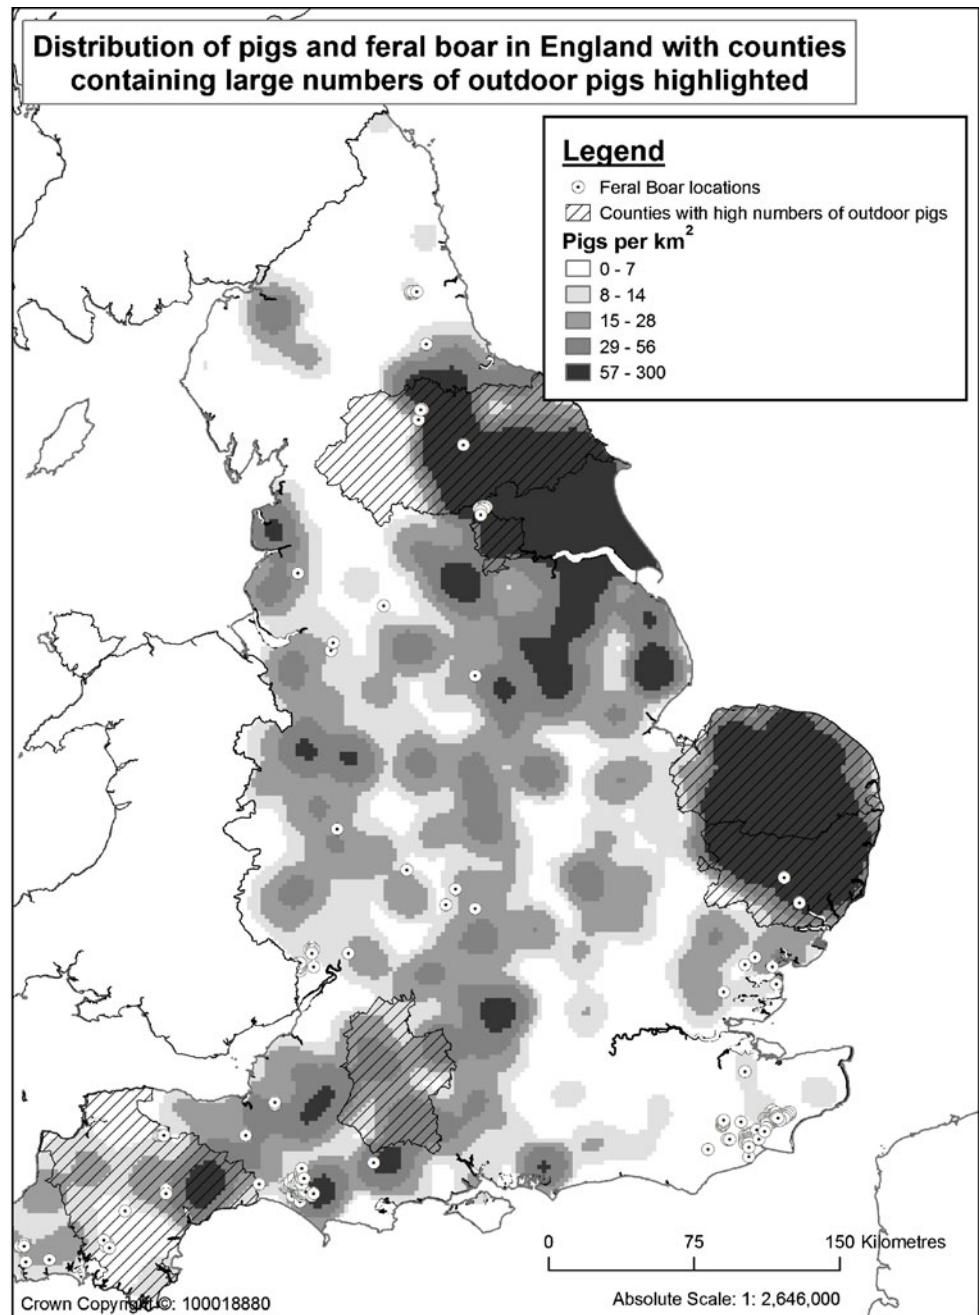 Distribution of pigs and feral boar in England with counties
containing large numbers of outdoor pigs highlighted
Legend
Feral Boar locations
Counties with high numbers of outdoor pigs
Pigs per km²
0 - 7
8 - 14
15 - 28
29 - 56
57 - 300
0 75 150 Kilometres
Crown Copyright ©: 100018880
Absolute Scale: 1: 2,646,000